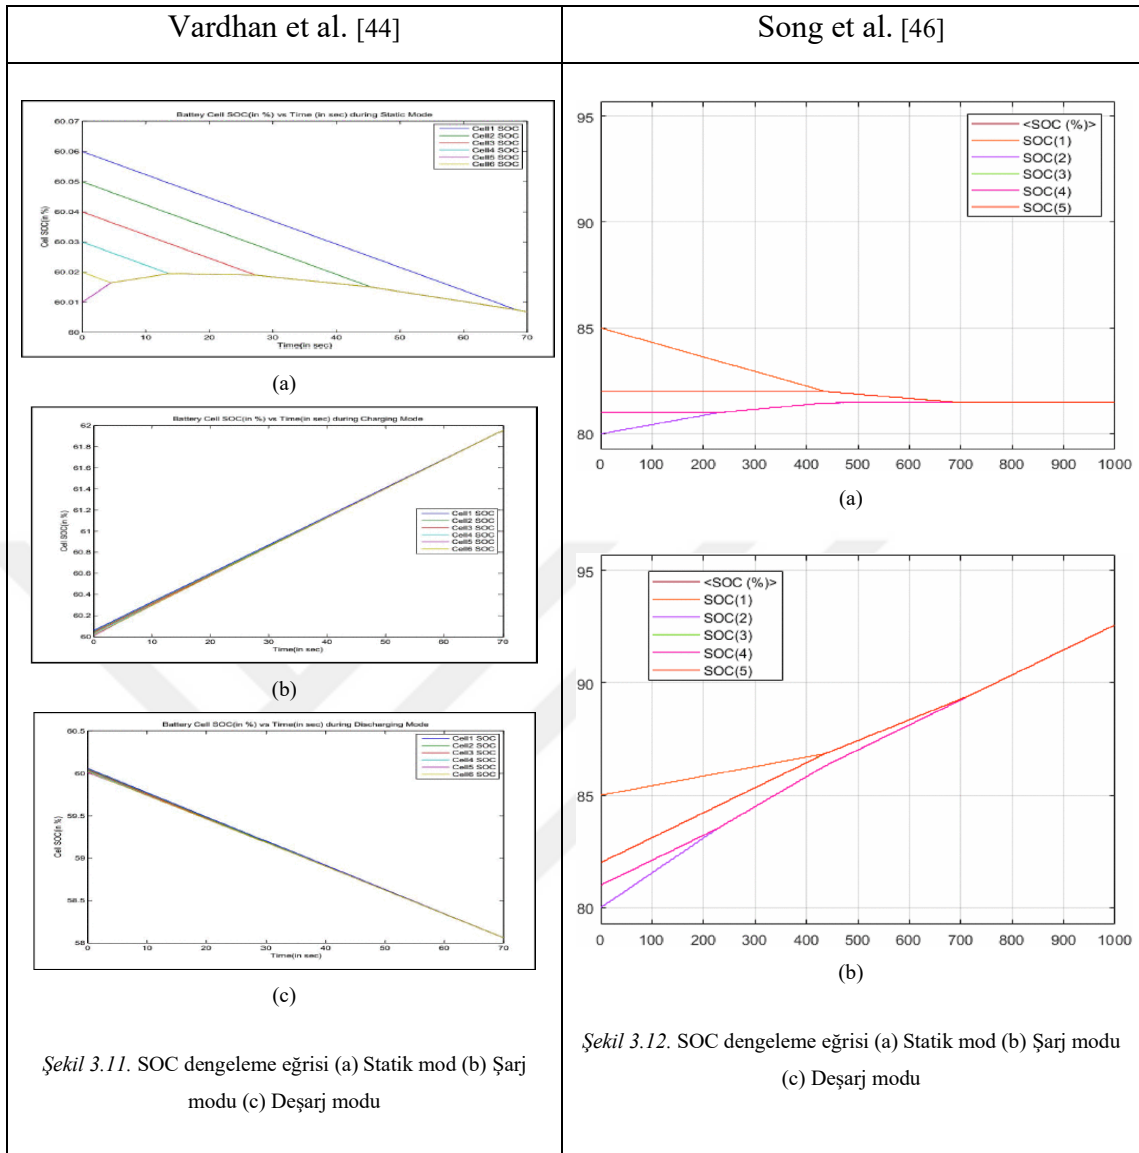 Vardhan et al. [44]
Song et al. [46]
Battey Cell SOC(in %) vs Time (in sec) during Static Mode
60.07
60.06
60.05
60.04
60.03
60.02
60.01
60
Cell SOC(in %)
Cell1 SOC
Cell2 SOC
Cell3 SOC
Cell4 SOC
Cell5 SOC
Cell6 SOC
0 10 20 30 40 50 60 70
Time(in sec)
(a)
Battery Cell SOC(in %) vs Time(in sec) during Charging Mode
62
61.8
61.6
61.4
61.2
61
60.8
60.6
60.4
60.2
60
Cell SOC(in %)
Cell1 SOC
Cell2 SOC
Cell3 SOC
Cell4 SOC
Cell5 SOC
Cell6 SOC
0 10 20 30 40 50 60 70
Time(in sec)
(b)
Battery Cell SOC(in %) vs Time(in sec) during Discharging Mode
60.5
60
59.5
59
58.5
58
Cell SOC(in %)
Cell1 SOC
Cell2 SOC
Cell3 SOC
Cell4 SOC
Cell5 SOC
Cell6 SOC
0 10 20 30 40 50 60 70
Time(in sec)
(c)
Şekil 3.11. SOC dengeleme eğrisi (a) Statik mod (b) Şarj
modu (c) Deşarj modu
95
90
85
80
<SOC (%)>
SOC(1)
SOC(2)
SOC(3)
SOC(4)
SOC(5)
0 100 200 300 400 500 600 700 800 900 1000
(a)
95
90
85
80
<SOC (%)>
SOC(1)
SOC(2)
SOC(3)
SOC(4)
SOC(5)
0 100 200 300 400 500 600 700 800 900 1000
(b)
Şekil 3.12. SOC dengeleme eğrisi (a) Statik mod (b) Şarj modu
(c) Deşarj modu